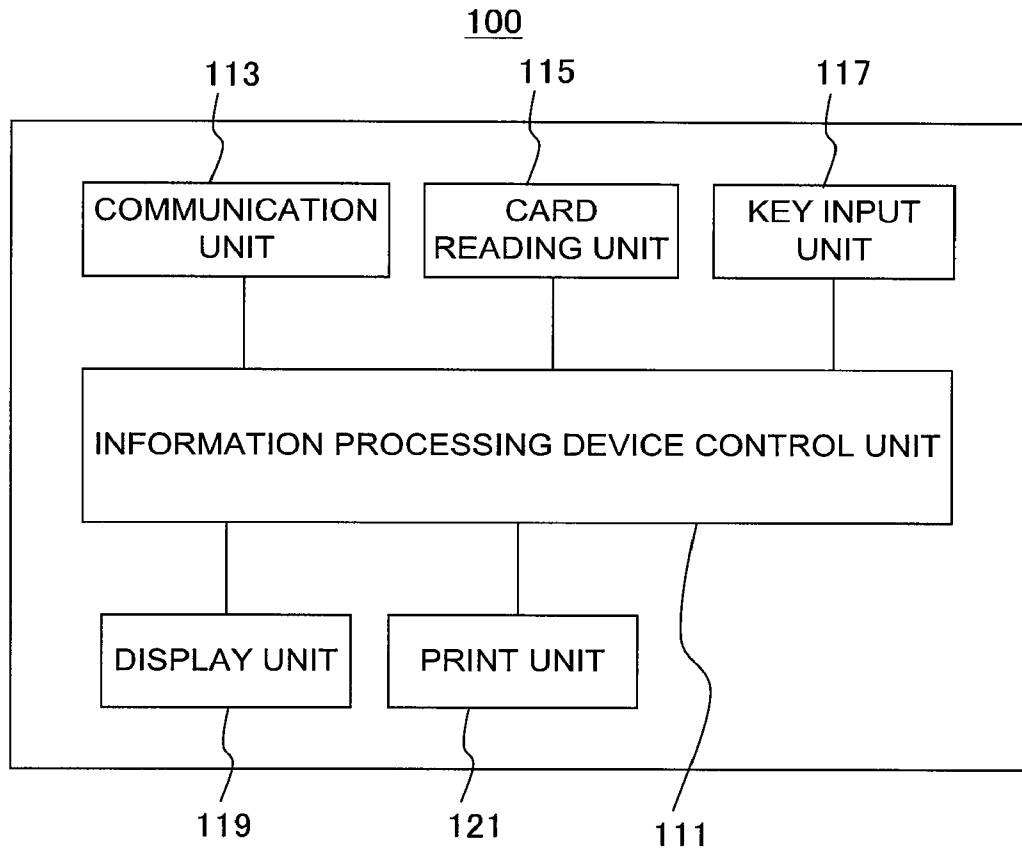 100
113
115
117
COMMUNICATION
UNIT
CARD
READING UNIT
KEY INPUT
UNIT
INFORMATION PROCESSING DEVICE CONTROL UNIT
DISPLAY UNIT
PRINT UNIT
119
121
111